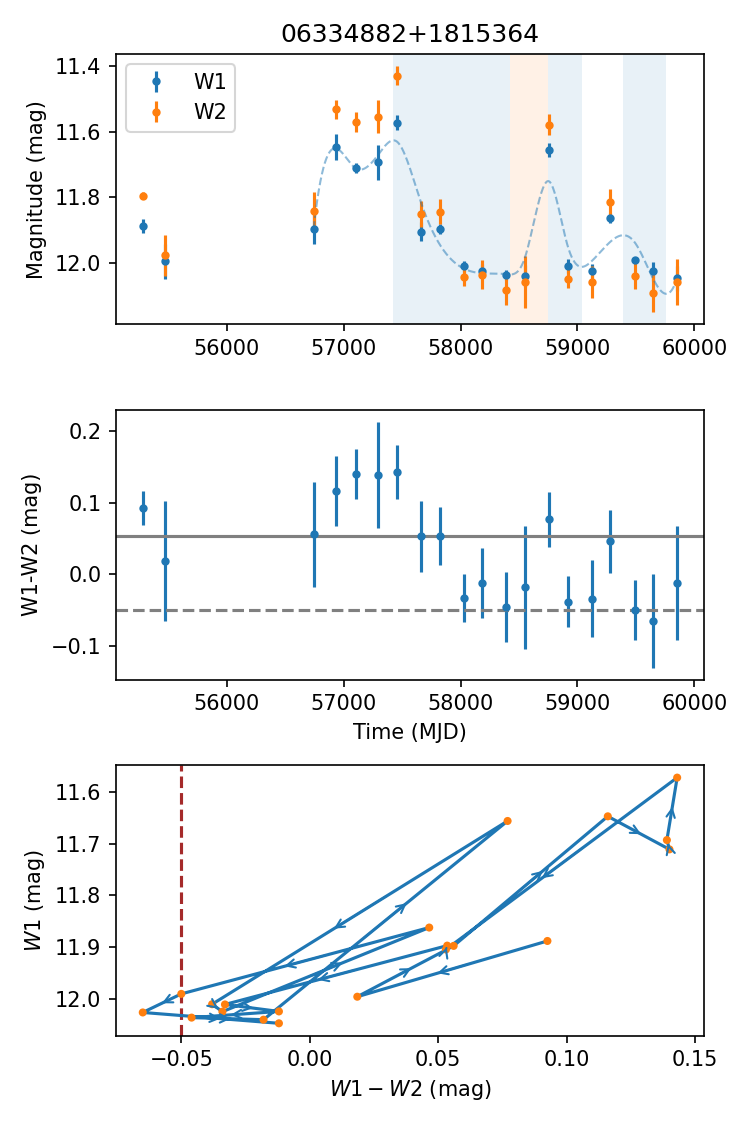 06334882+1815364
W1
W2
Magnitude (mag)
11.4
11.6
11.8
12.0
56000 57000 58000 59000 60000
W1-W2 (mag)
0.2
0.1
0.0
−0.1
56000 57000 58000 59000 60000
Time (MJD)
W1 (mag)
11.6
11.7
11.8
11.9
12.0
−0.05 0.00 0.05 0.10 0.15
W1 − W2 (mag)